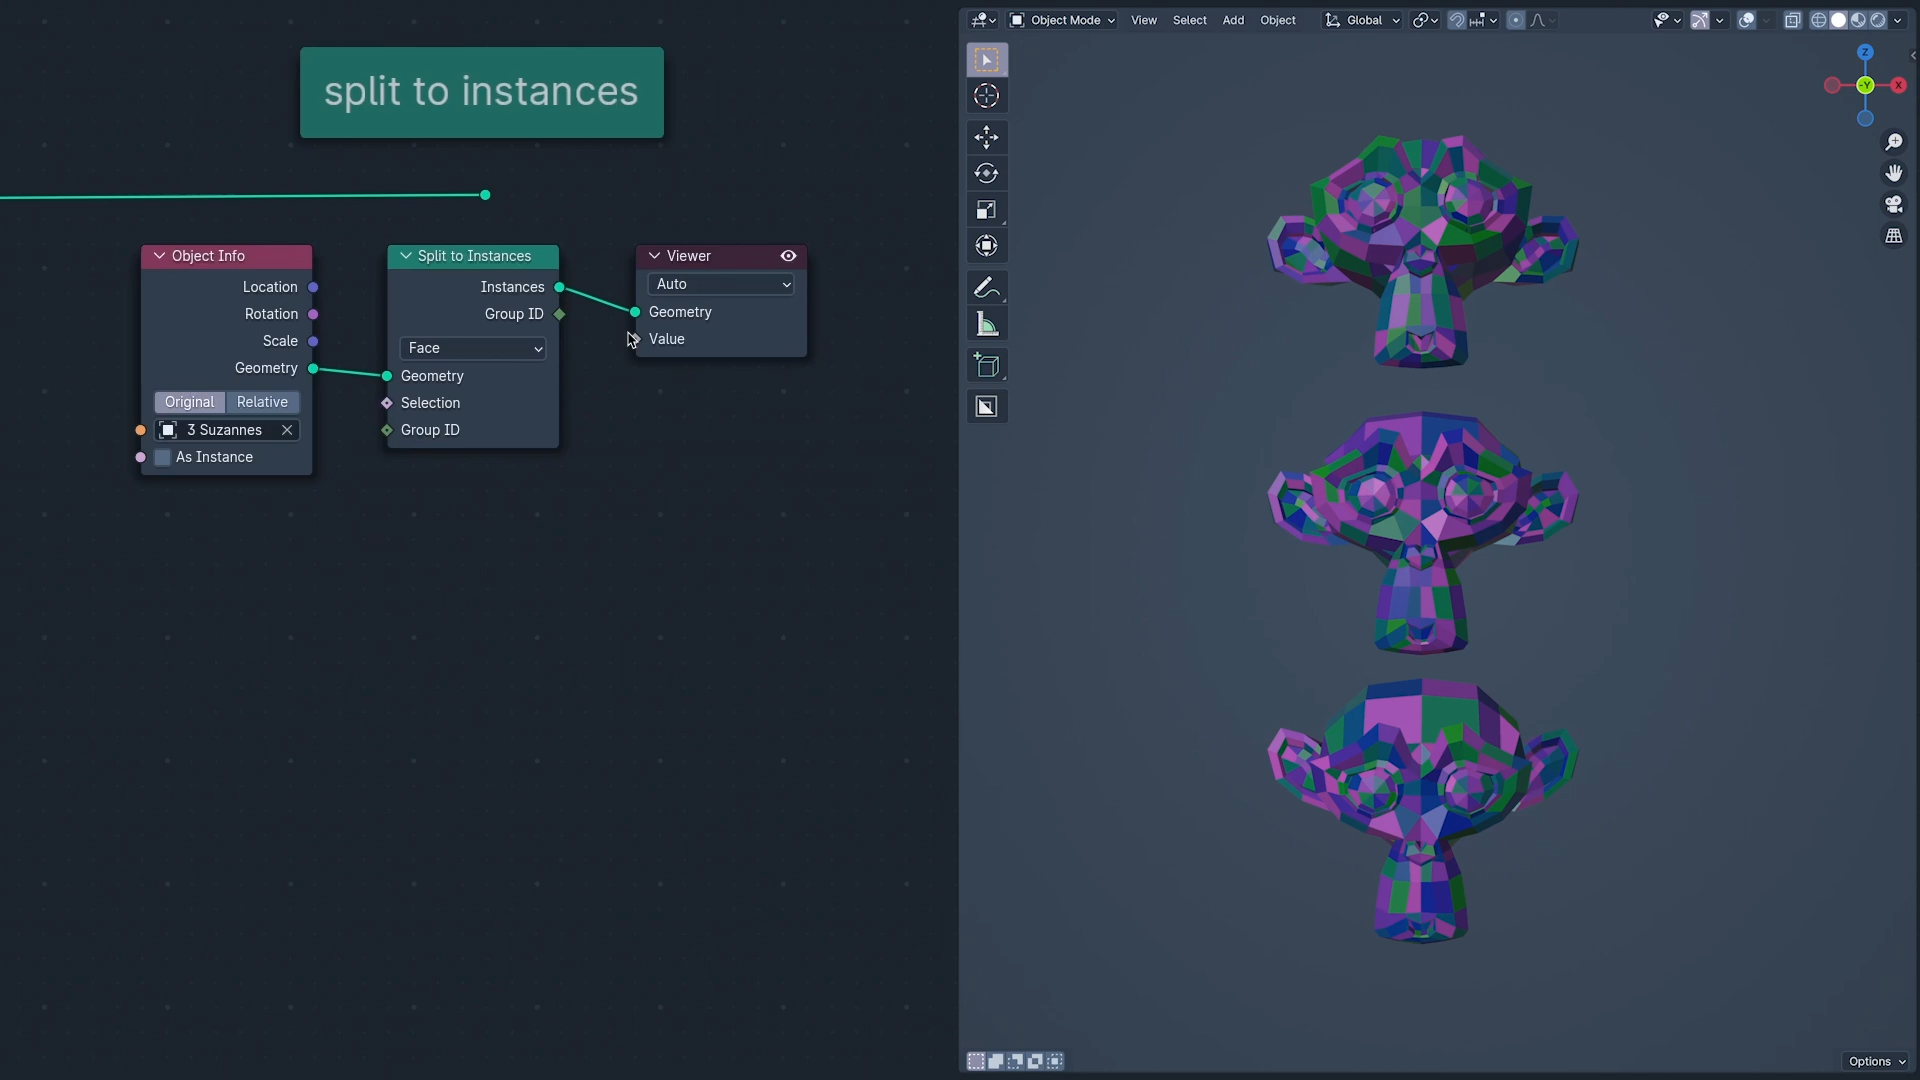 split to instances
Object Info
Location
Rotation
Scale
Geometry
Original Relative
3 Suzannes
As Instance
Split to Instances
Instances
Group ID
Face
Geometry
Selection
Group ID
Viewer
Auto
Geometry
Value
Object Mode View Select Add Object Global
Z
-Y X
Options